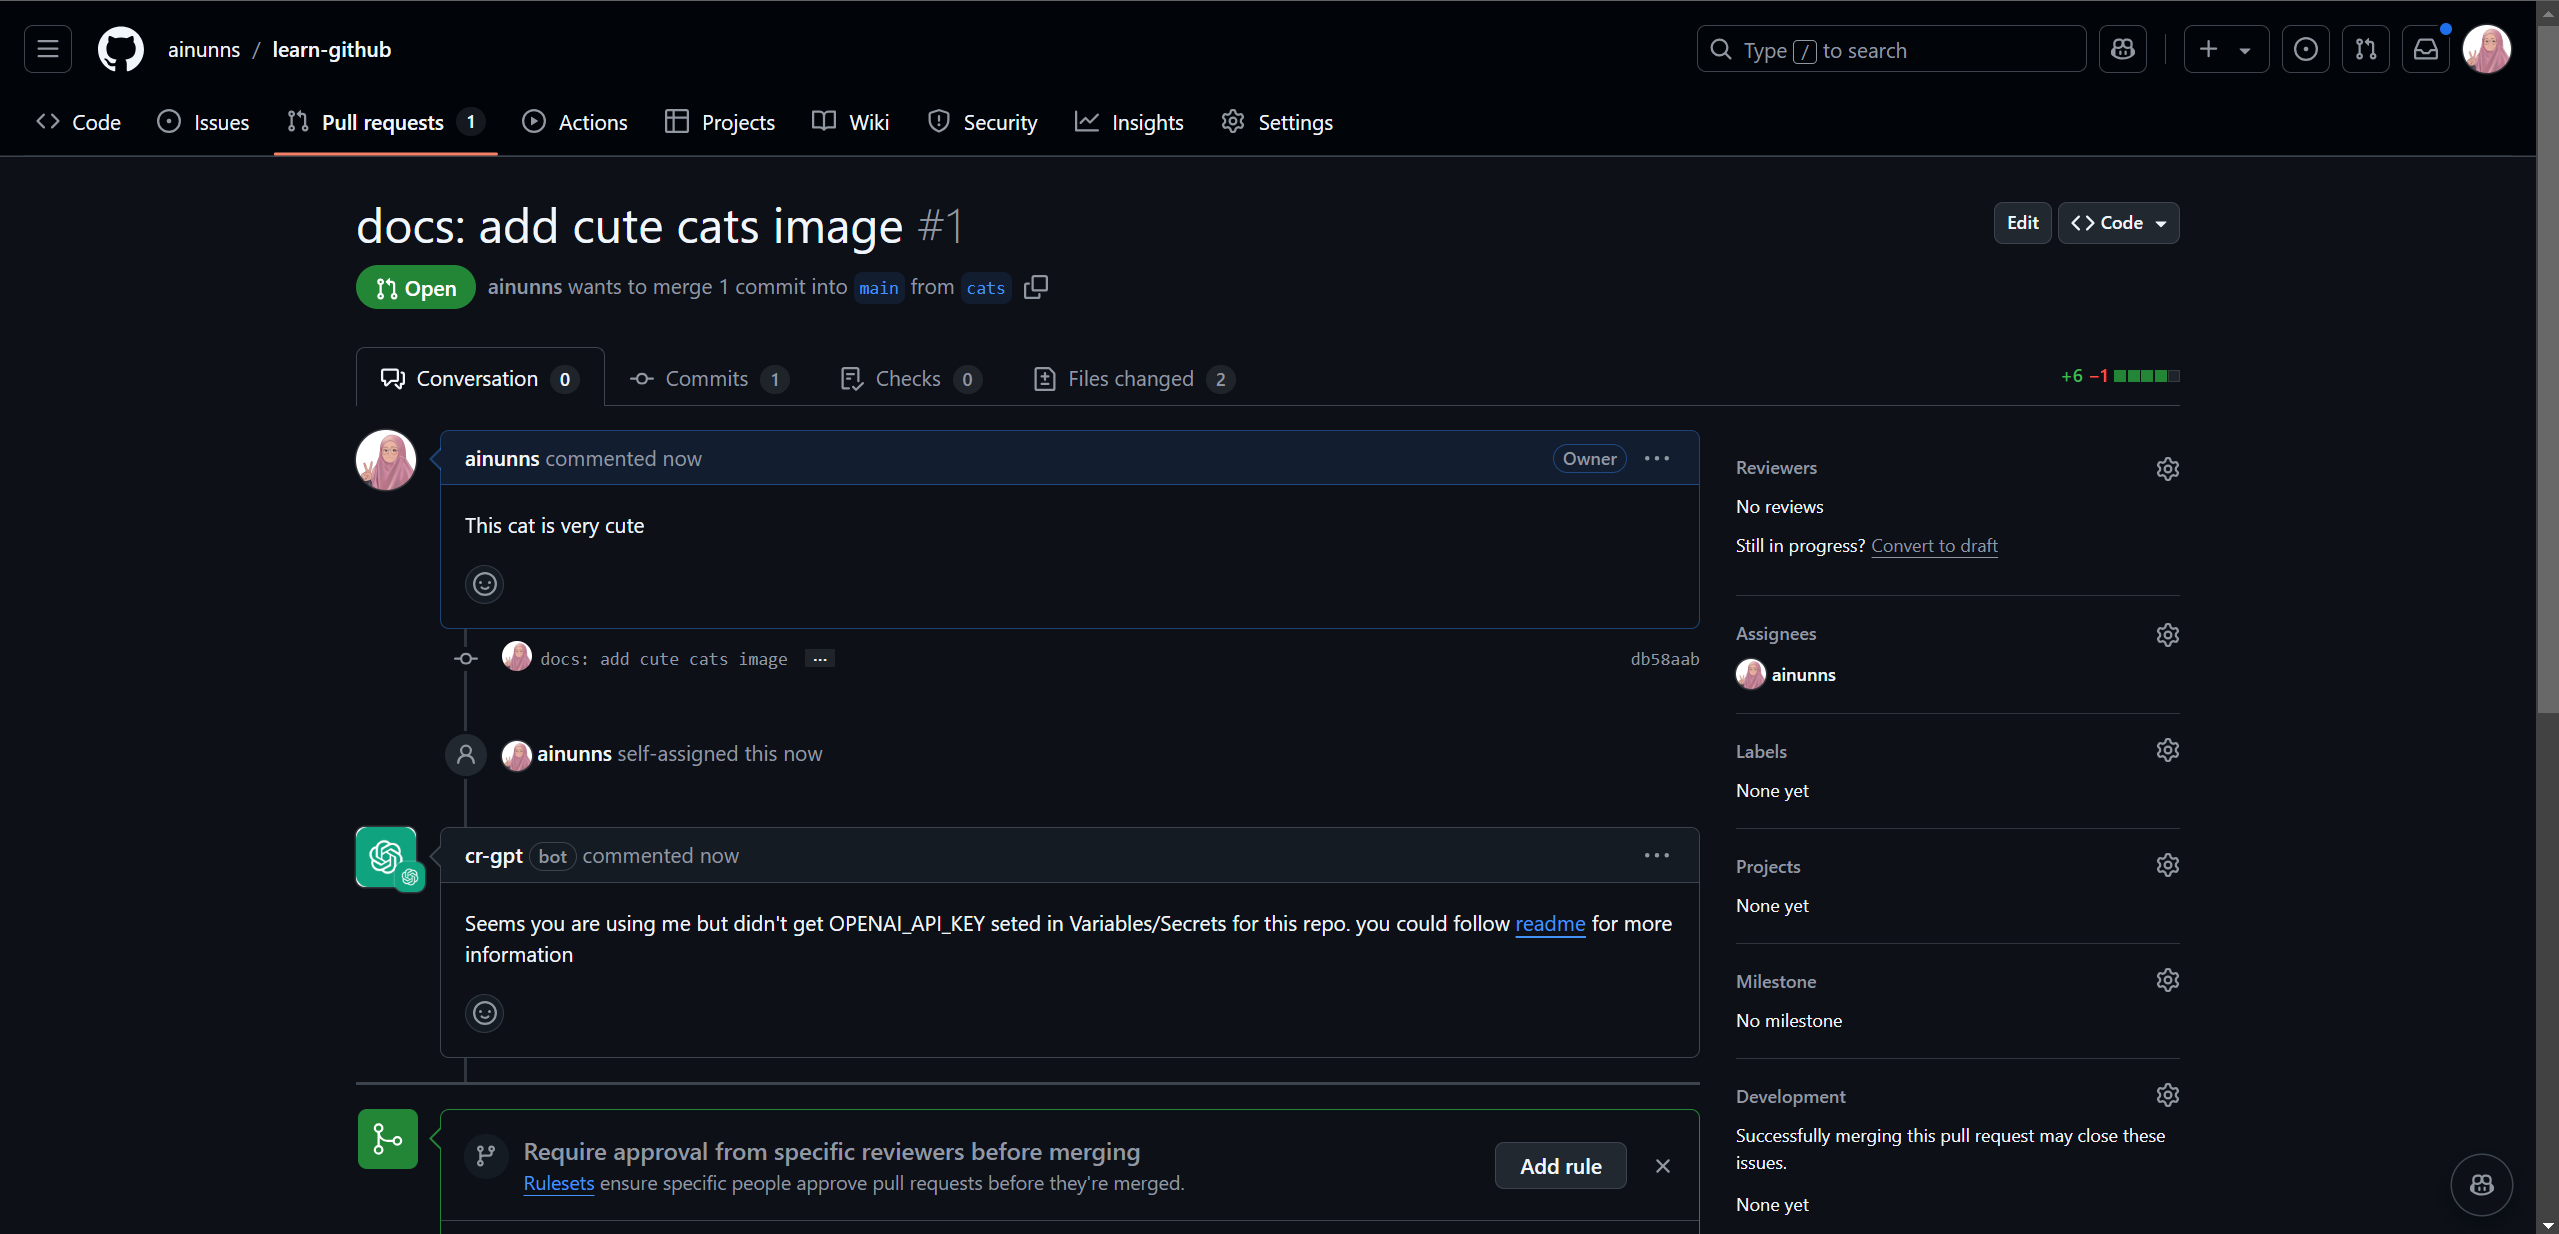 ainunns / learn-github
Type / to search
Code
Issues
Pull requests 1
Actions
Projects
Wiki
Security
Insights
Settings
docs: add cute cats image #1
Edit
Code
Open
ainunns wants to merge 1 commit into main from cats
Conversation 0
Commits 1
Checks 0
Files changed 2
+6 −1
ainunns commented now
Owner
This cat is very cute
docs: add cute cats image
db58aab
ainunns self-assigned this now
cr-gpt bot commented now
Seems you are using me but didn't get OPENAI_API_KEY seted in Variables/Secrets for this repo. you could follow readme for more
information
Require approval from specific reviewers before merging
Rulesets ensure specific people approve pull requests before they're merged.
Add rule
Reviewers
No reviews
Still in progress? Convert to draft
Assignees
ainunns
Labels
None yet
Projects
None yet
Milestone
No milestone
Development
Successfully merging this pull request may close these
issues.
None yet